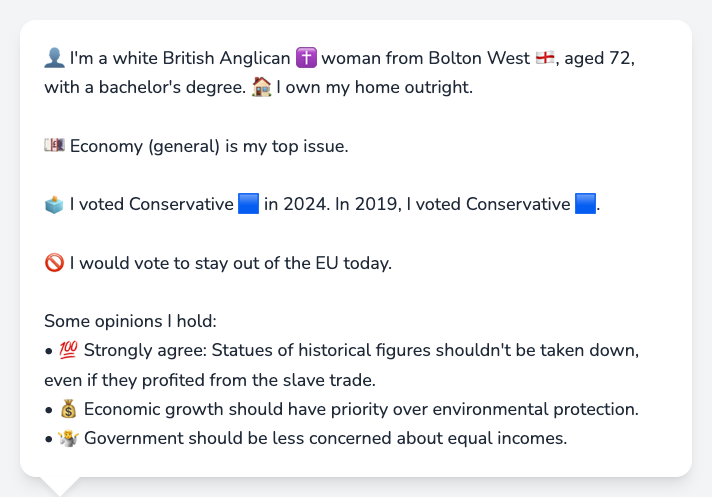 👤 I'm a white British Anglican ✝️ woman from Bolton West 🏴󠁧󠁢󠁥󠁮󠁧󠁿, aged 72,
with a bachelor's degree. 🏠 I own my home outright.
💷 Economy (general) is my top issue.
🗳️ I voted Conservative 🟦 in 2024. In 2019, I voted Conservative 🟦.
🚫 I would vote to stay out of the EU today.
Some opinions I hold:
• 💯 Strongly agree: Statues of historical figures shouldn't be taken down,
even if they profited from the slave trade.
• 💰 Economic growth should have priority over environmental protection.
• 🤷 Government should be less concerned about equal incomes.